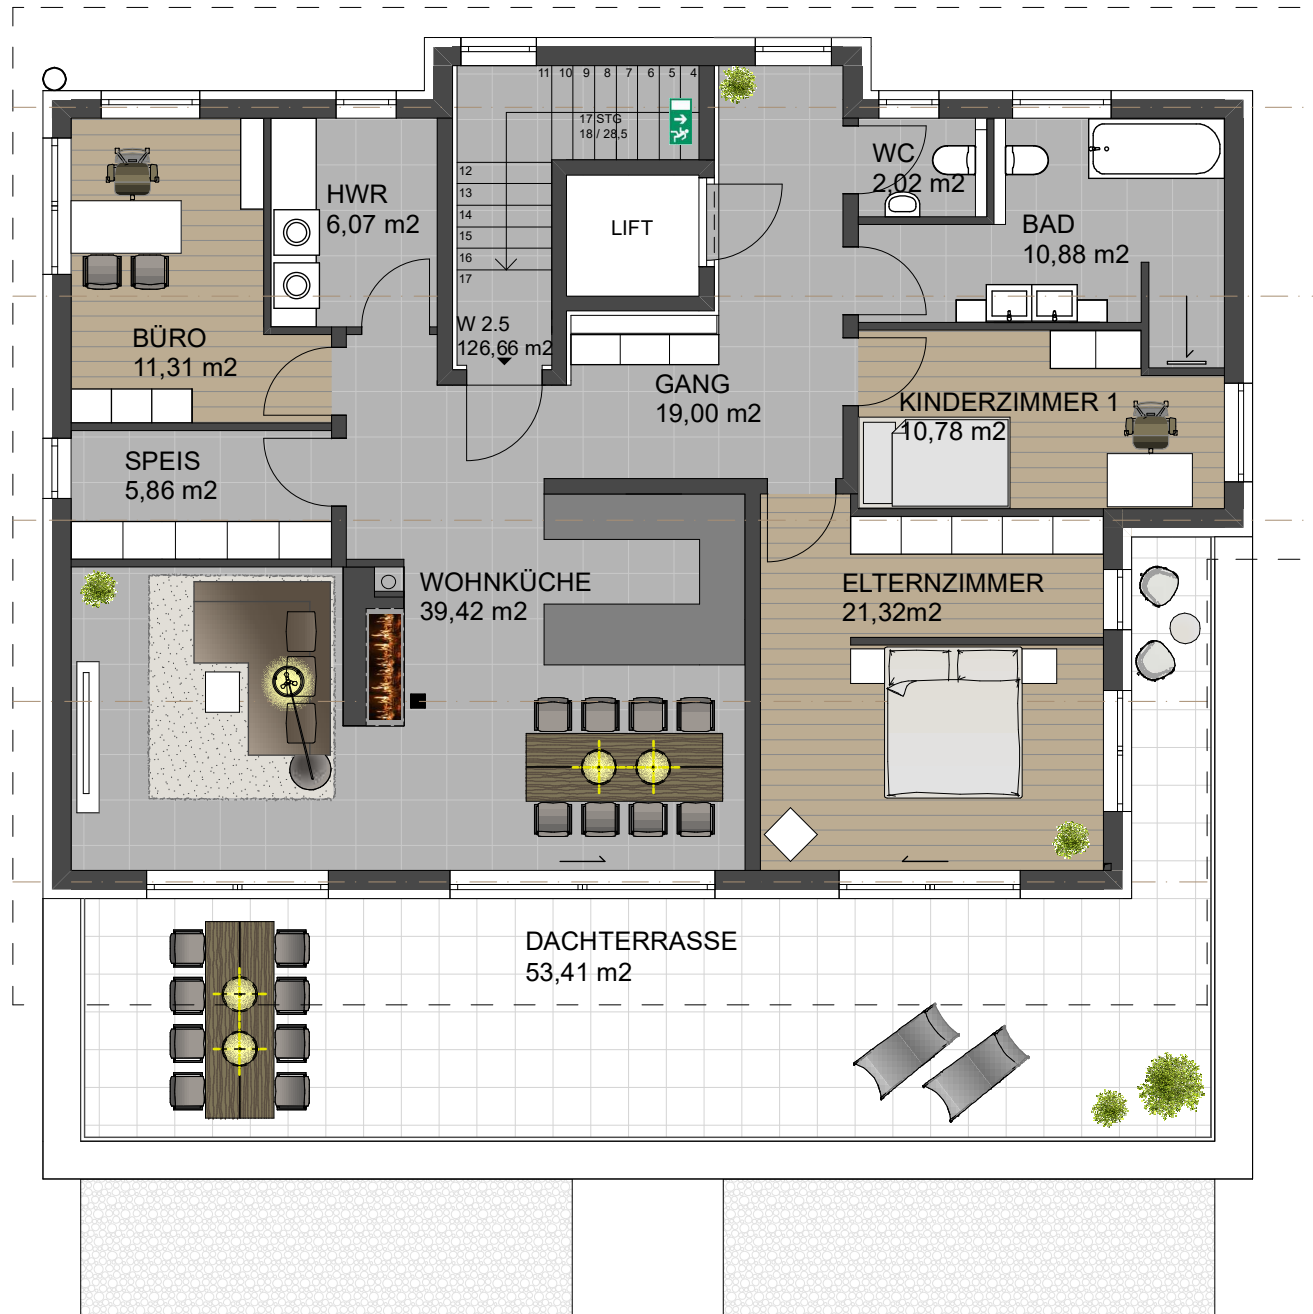 11 10 9 8 7 6 5 4
17 STG
18 / 28,5
12
13
14
15
16
17
LIFT
WC
2,02 m2
HWR
6,07 m2
BAD
10,88 m2
BÜRO
11,31 m2
W 2.5
126,66 m2
GANG
19,00 m2
KINDERZIMMER 1
10,78 m2
SPEIS
5,86 m2
WOHNKÜCHE
39,42 m2
ELTERNZIMMER
21,32m2
DACHTERRASSE
53,41 m2